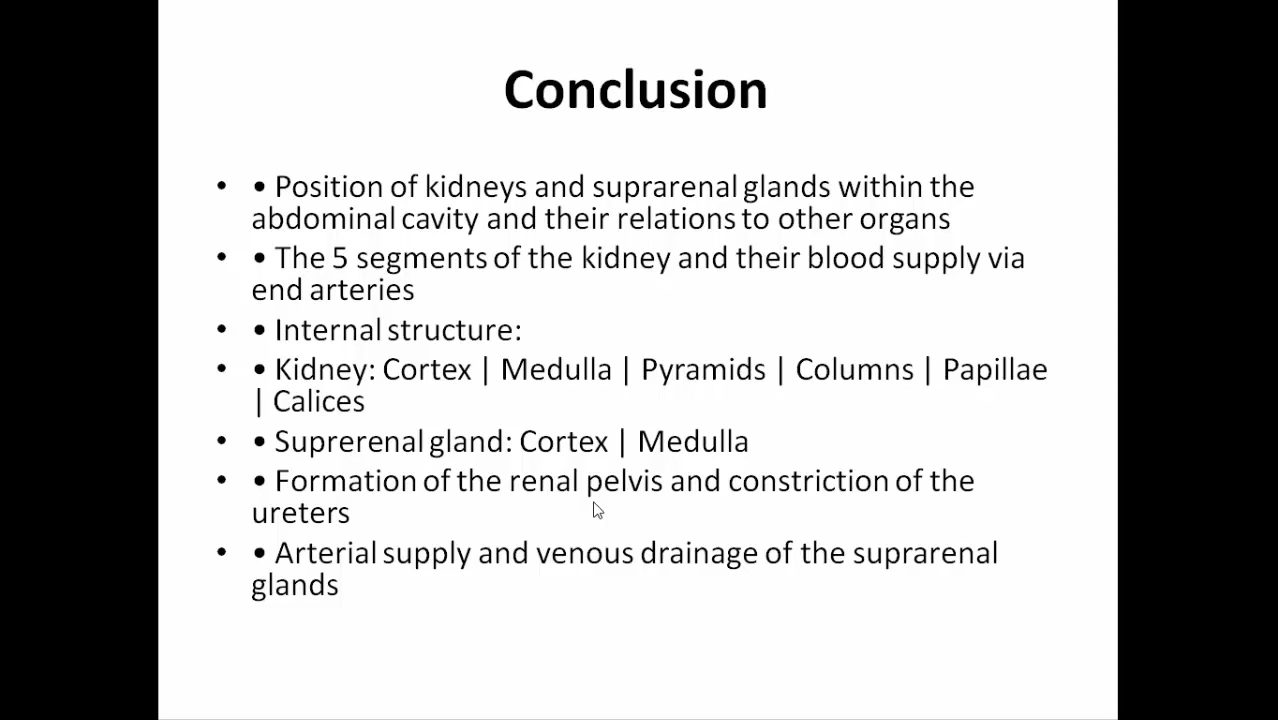 Conclusion
• • Position of kidneys and suprarenal glands within the
abdominal cavity and their relations to other organs
• • The 5 segments of the kidney and their blood supply via
end arteries
• • Internal structure:
• • Kidney: Cortex | Medulla | Pyramids | Columns | Papillae
| Calices
• • Suprerenal gland: Cortex | Medulla
• • Formation of the renal pelvis and constriction of the
ureters
• • Arterial supply and venous drainage of the suprarenal
glands